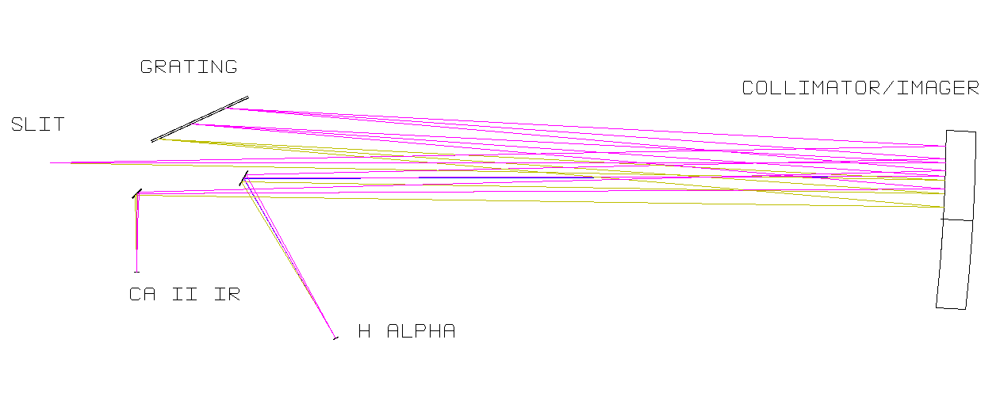 GRATING
COLLIMATOR/IMAGER
SLIT
CA II IR
H ALPHA